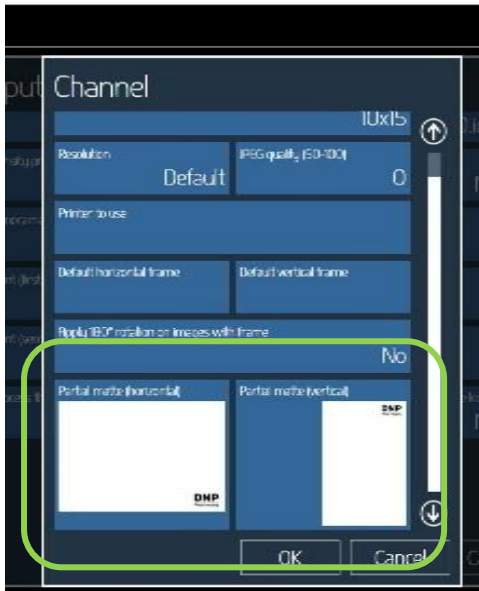 Channel
10x15
Resolution
Default
JPEG quality (50-100)
0
Printer to use
Default horizontal frame
Default vertical frame
Apply 180° rotation on images with frame
No
Partial matte (horizontal)
DNP
Partial matte (vertical)
DNP
OK
Cancel